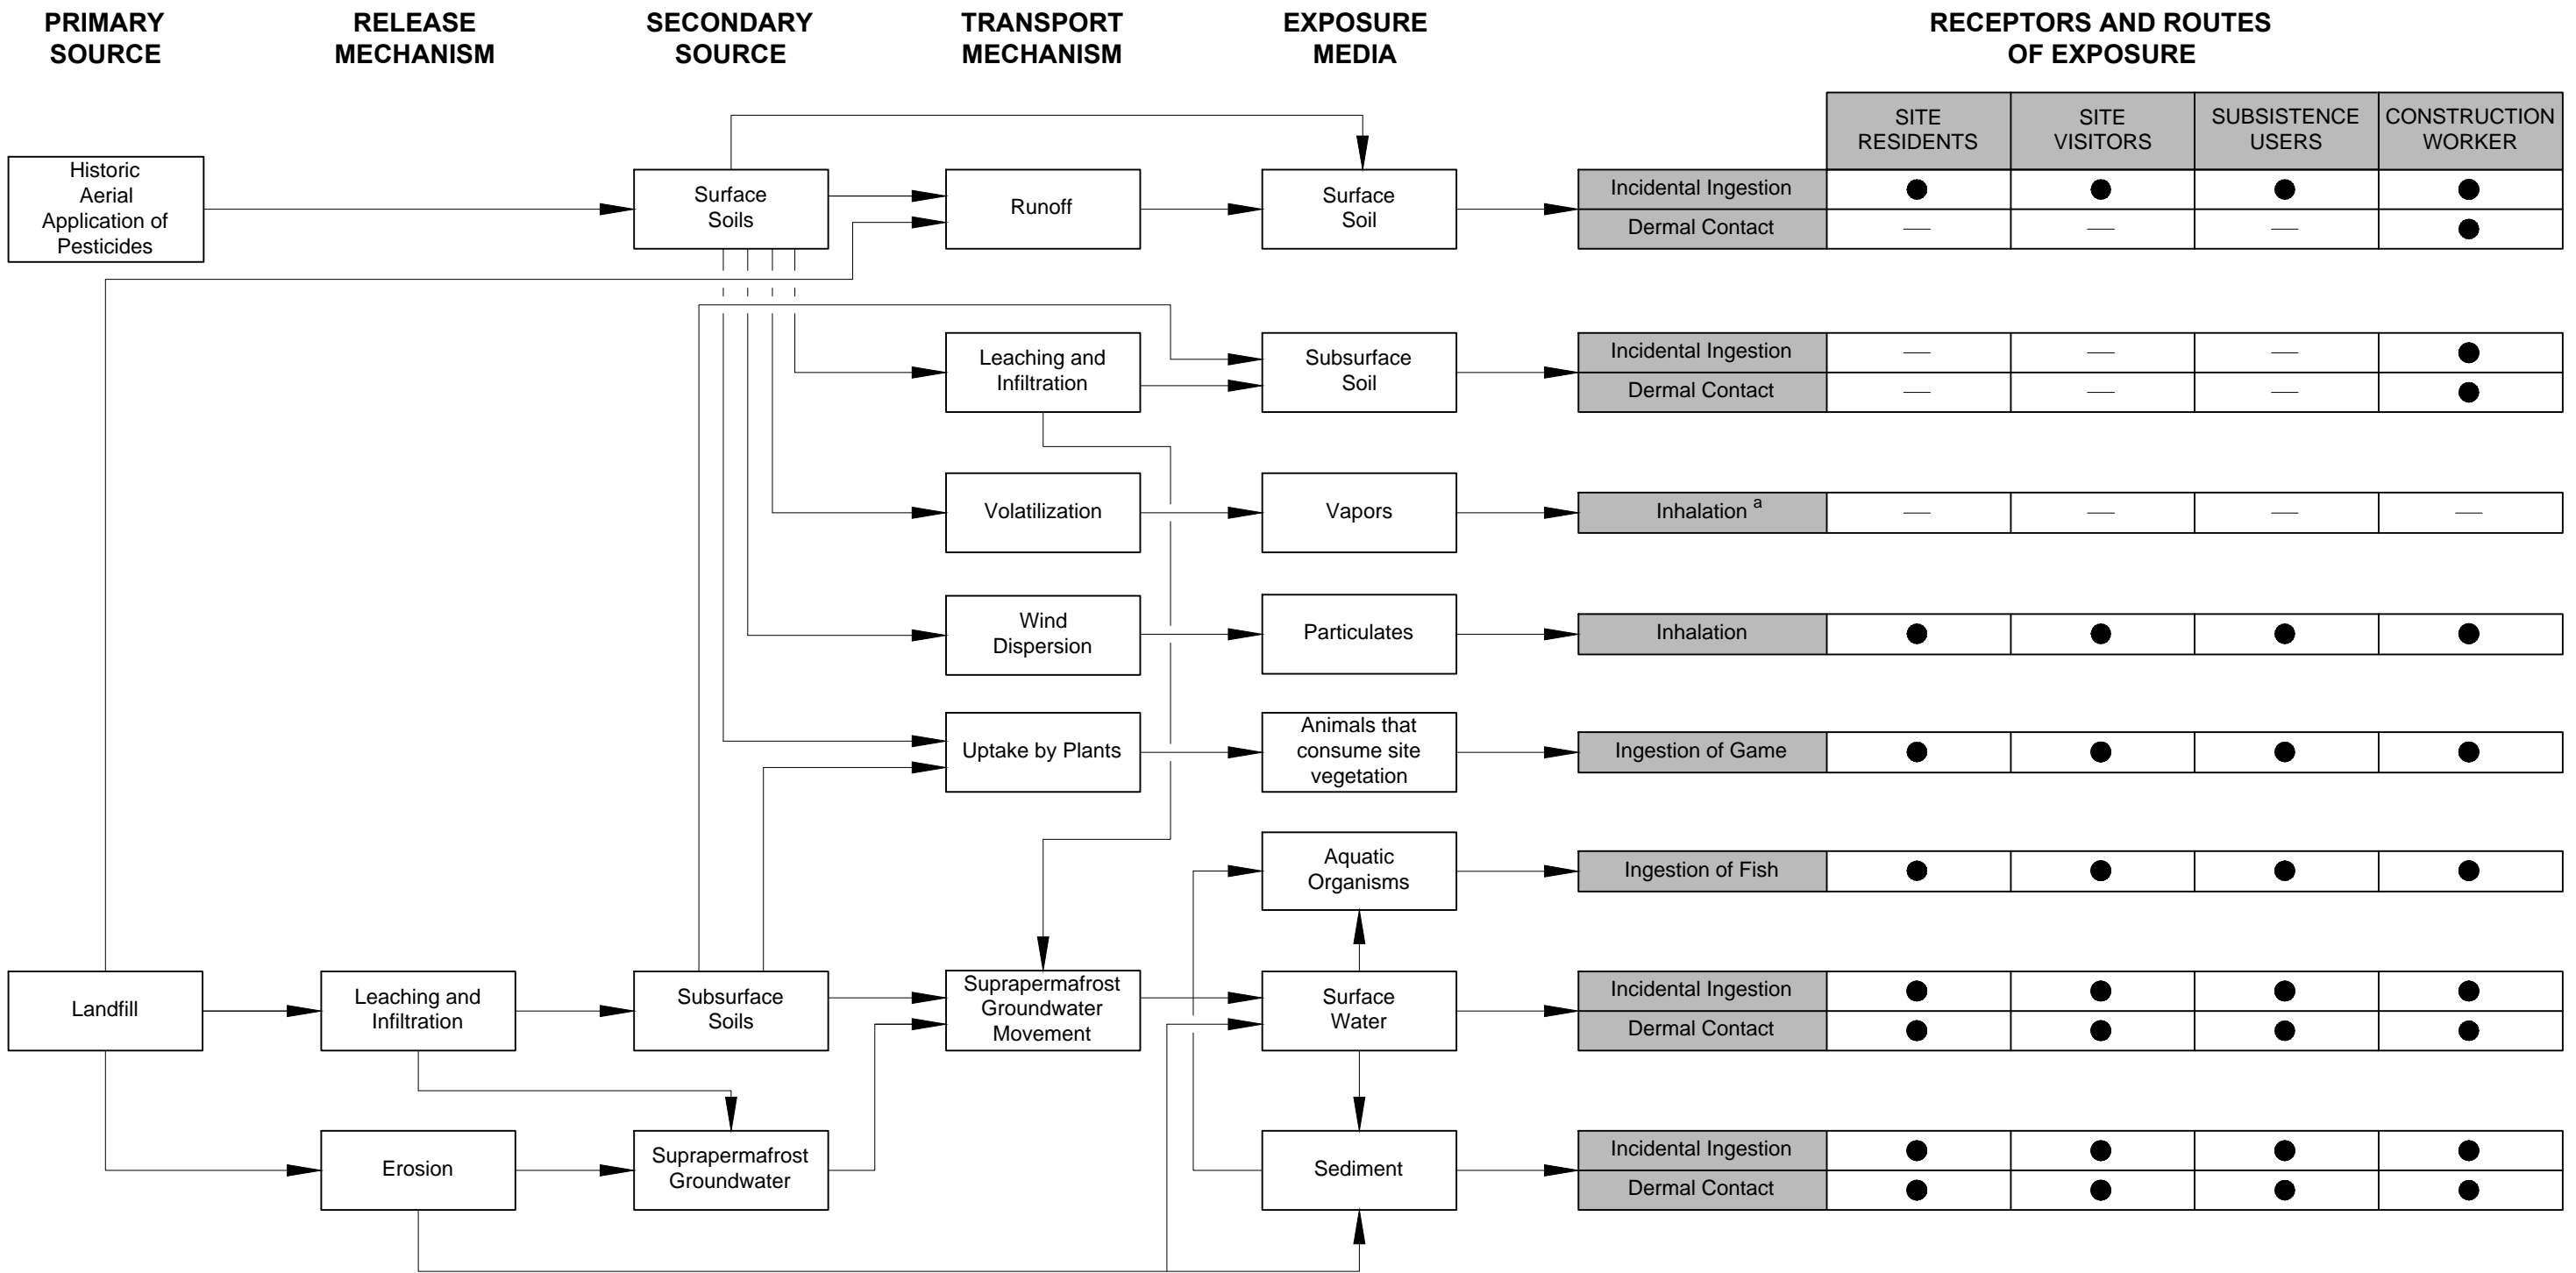 PRIMARY
SOURCE
RELEASE
MECHANISM
SECONDARY
SOURCE
TRANSPORT
MECHANISM
EXPOSURE
MEDIA
RECEPTORS AND ROUTES
OF EXPOSURE
SITE
RESIDENTS
SITE
VISITORS
SUBSISTENCE
USERS
CONSTRUCTION
WORKER
Historic
Aerial
Application of
Pesticides
Surface
Soils
Runoff
Surface
Soil
Incidental Ingestion
Dermal Contact
Leaching and
Infiltration
Subsurface
Soil
Incidental Ingestion
Dermal Contact
Volatilization
Vapors
Inhalation a
Wind
Dispersion
Particulates
Inhalation
Uptake by Plants
Animals that
consume site
vegetation
Ingestion of Game
Aquatic
Organisms
Ingestion of Fish
Landfill
Leaching and
Infiltration
Subsurface
Soils
Suprapermafrost
Groundwater
Movement
Surface
Water
Incidental Ingestion
Dermal Contact
Erosion
Suprapermafrost
Groundwater
Sediment
Incidental Ingestion
Dermal Contact